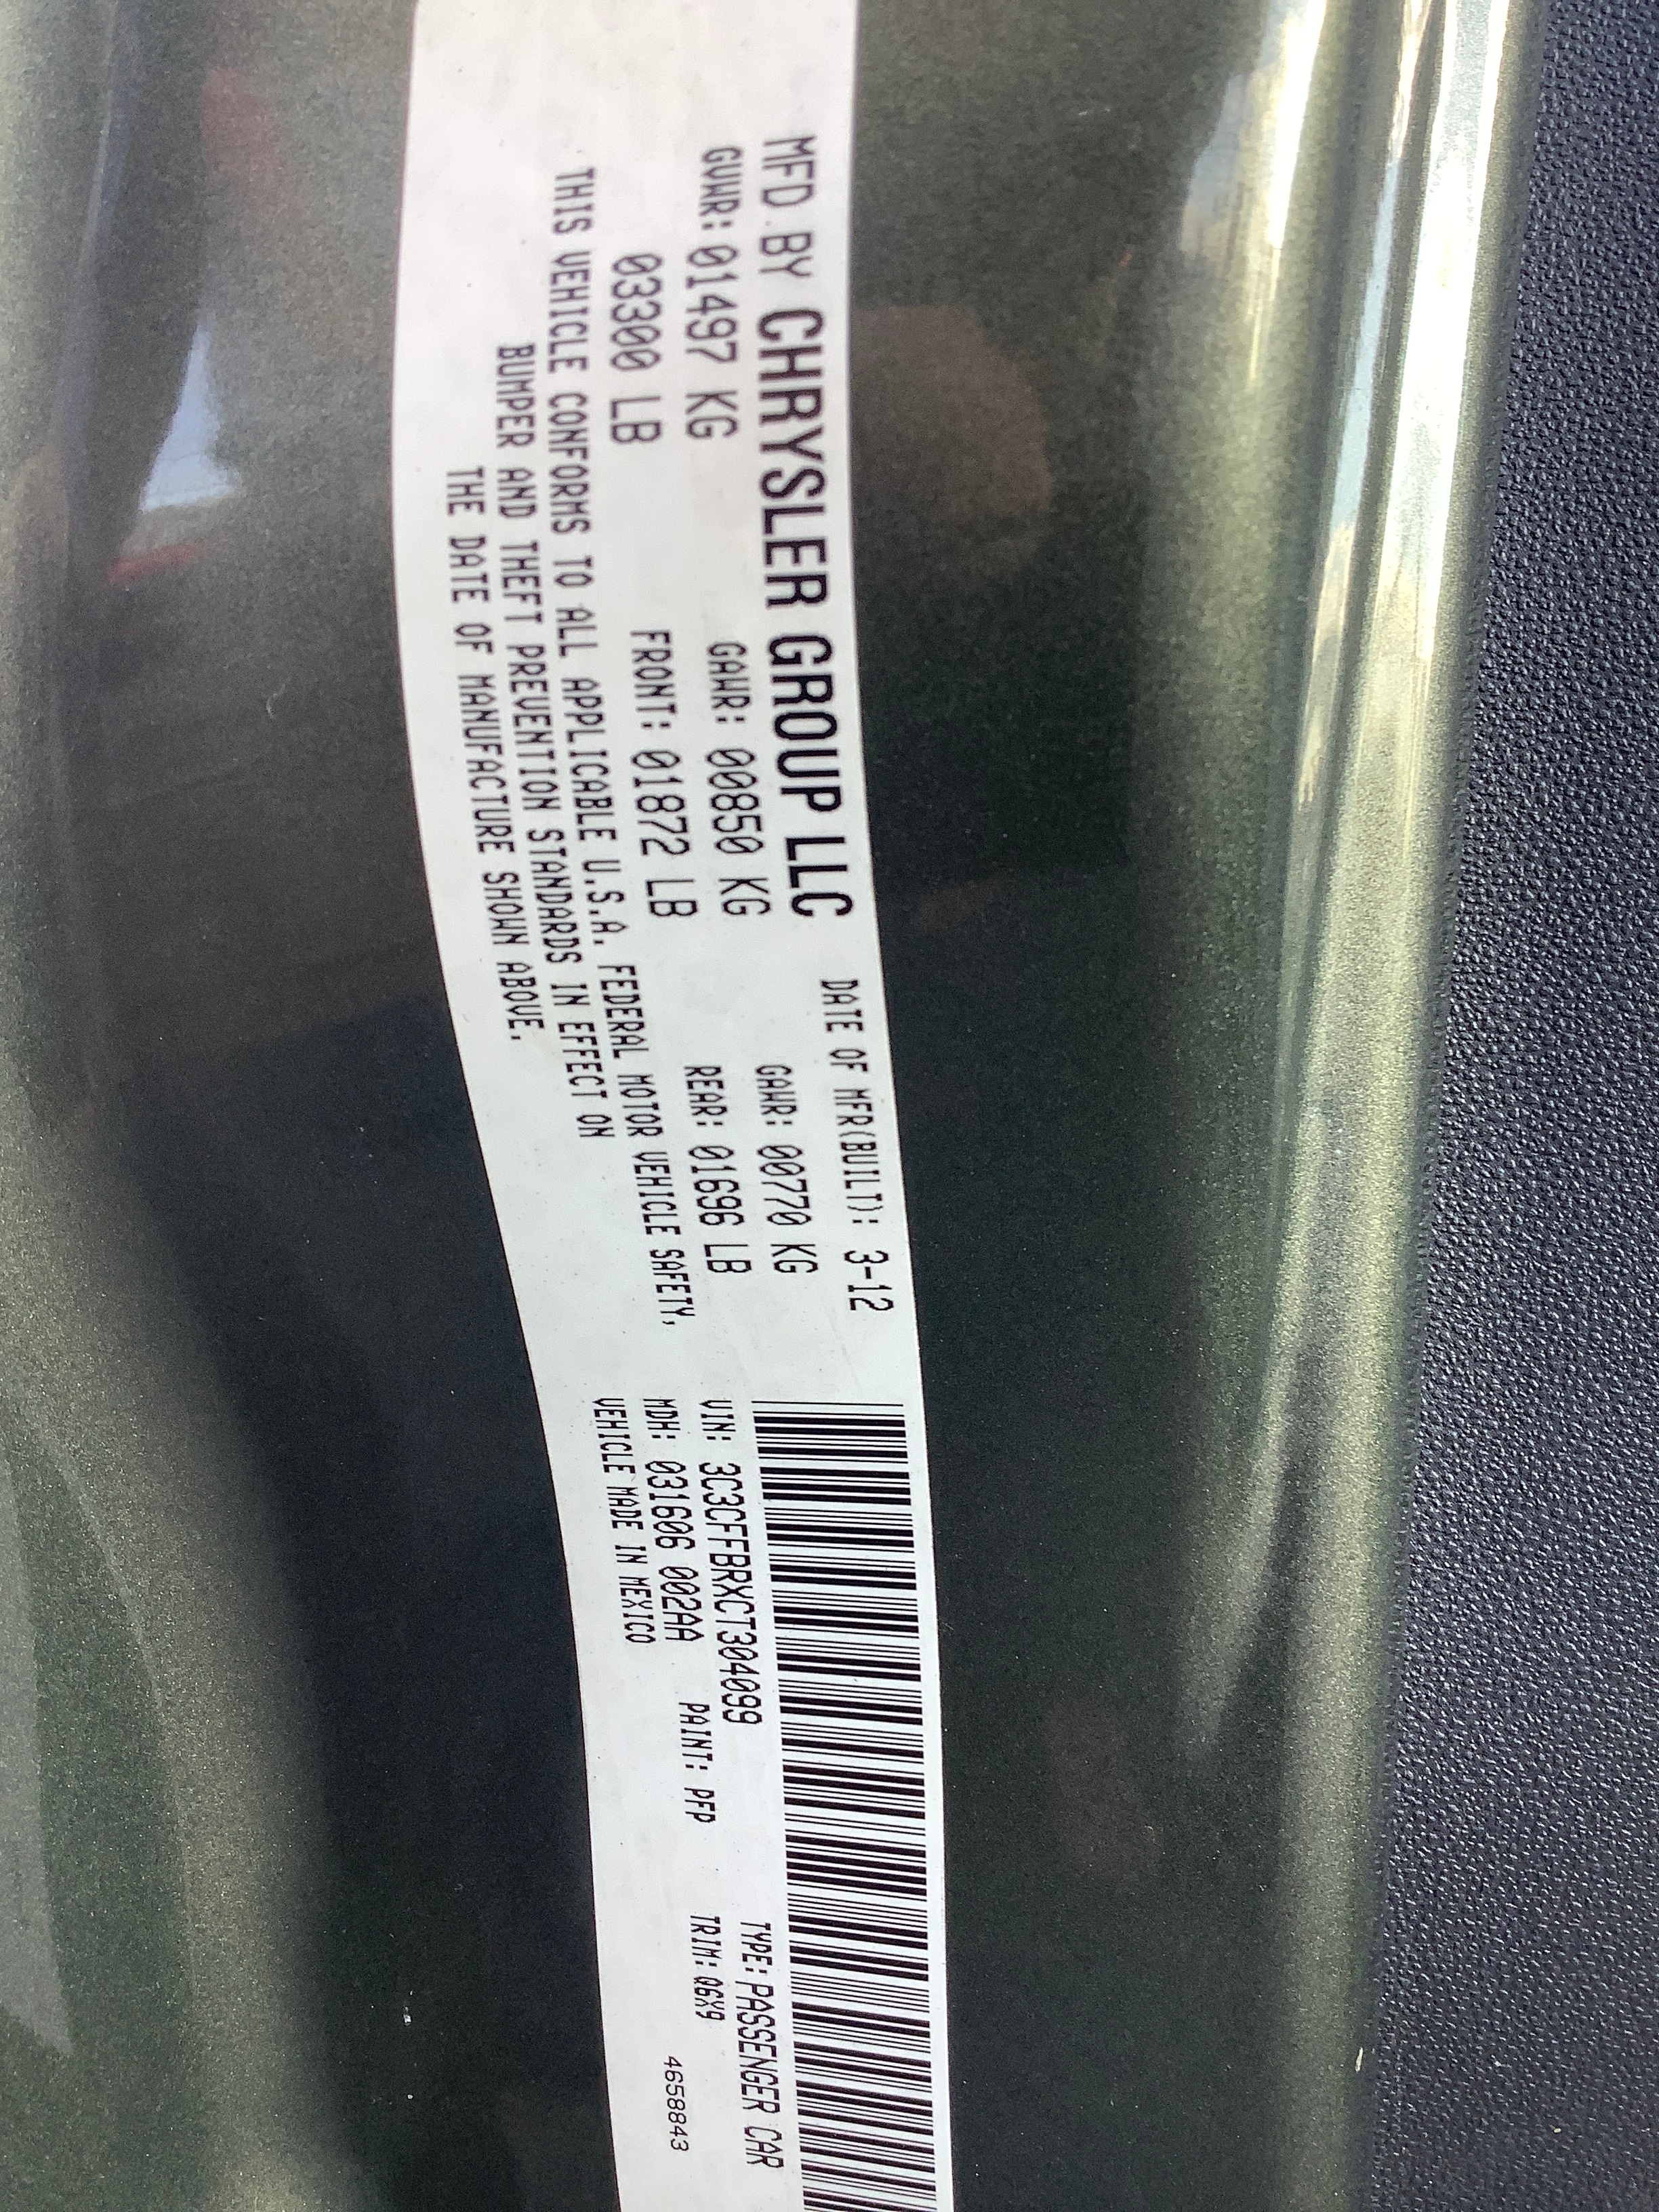 MFD BY CHRYSLER GROUP LLC DATE OF MFR(BUILT): 3-12
GVWR: 01497 KG GAWR: 00850 KG GAWR: 00770 KG
03300 LB FRONT: 01872 LB REAR: 01696 LB
THIS VEHICLE CONFORMS TO ALL APPLICABLE U.S.A. FEDERAL MOTOR VEHICLE SAFETY,
BUMPER AND THEFT PREVENTION STANDARDS IN EFFECT ON
THE DATE OF MANUFACTURE SHOWN ABOVE.
VIN: 3C3CFFBRXCT304099 TYPE: PASSENGER CAR
MDH: 031606 002AA PAINT: PFP TRIM: Q6X9
VEHICLE MADE IN MEXICO 4658843